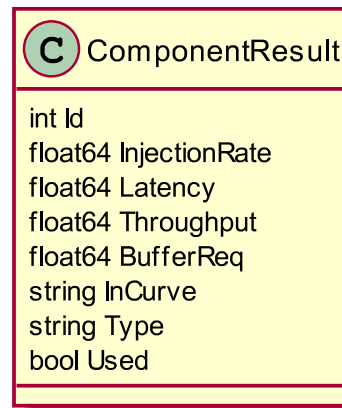 C ComponentResult
int Id
float64 InjectionRate
float64 Latency
float64 Throughput
float64 BufferReq
string InCurve
string Type
bool Used